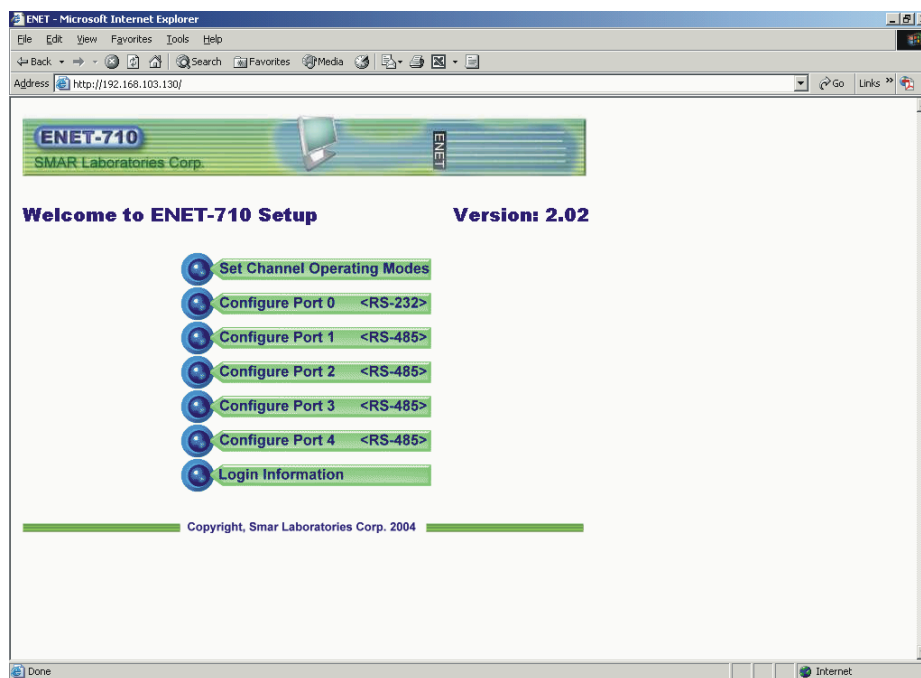 ENET - Microsoft Internet Explorer
File Edit View Favorites Tools Help
Back Search Favorites Media
Address http://192.168.103.130/ Go Links »
ENET-710
SMAR Laboratories Corp.
ENET
Welcome to ENET-710 Setup Version: 2.02
Set Channel Operating Modes
Configure Port 0 <RS-232>
Configure Port 1 <RS-485>
Configure Port 2 <RS-485>
Configure Port 3 <RS-485>
Configure Port 4 <RS-485>
Login Information
Copyright, Smar Laboratories Corp. 2004
Done Internet